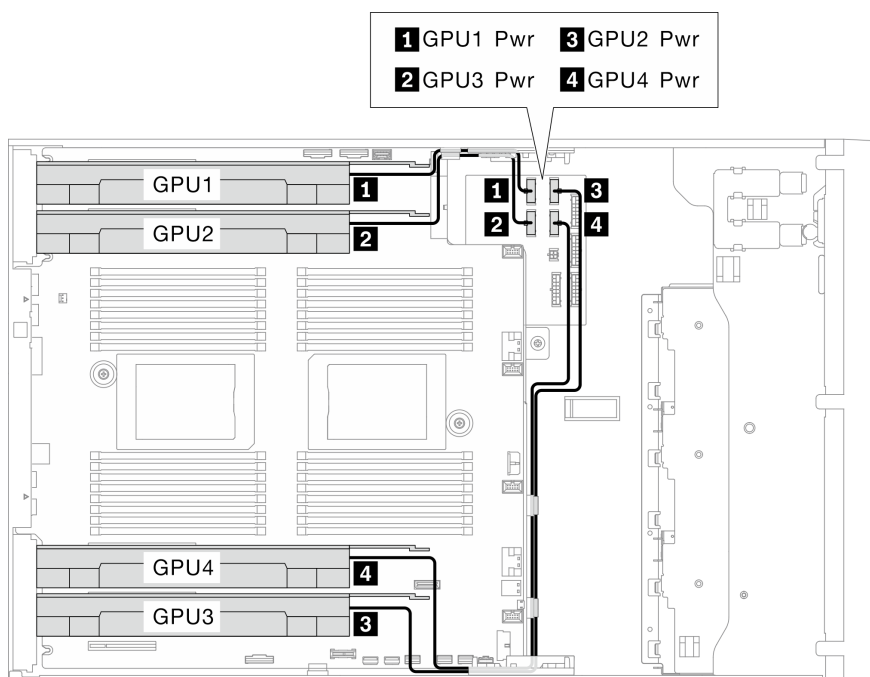 1 GPU1 Pwr 3 GPU2 Pwr
2 GPU3 Pwr 4 GPU4 Pwr
GPU1 1
1 3
GPU2 2
2 4
GPU4 4
GPU3 3